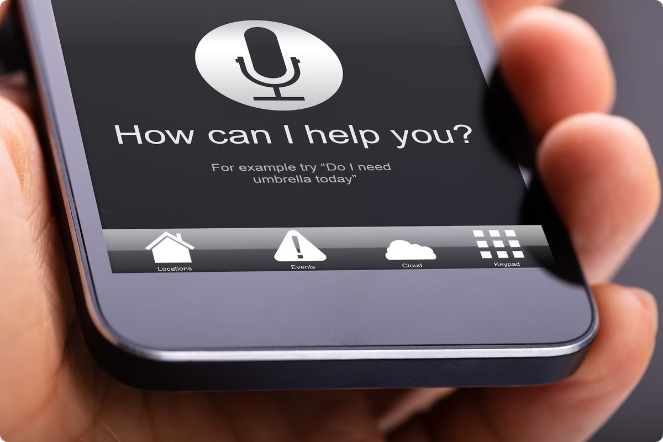 How can I help you?
For example try “Do I need
umbrella today”
Locations
Events
Cloud
Keypad